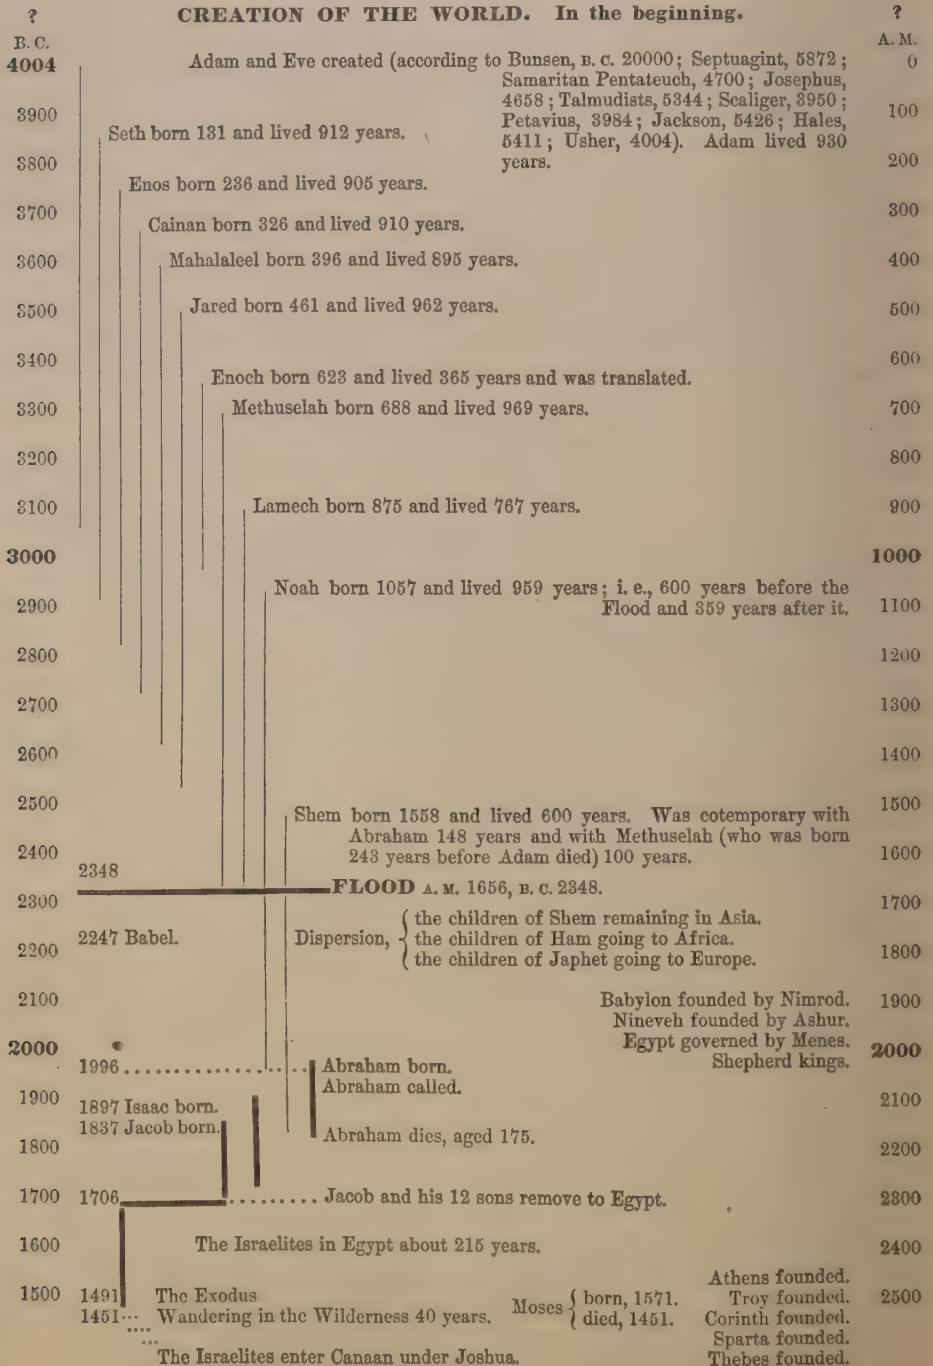 ? CREATION OF THE WORLD. In the beginning. ?
B. C. A. M.
4004 Adam and Eve created (according to Bunsen, B. C. 20000; Septuagint, 5872; 0
Samaritan Pentateuch, 4700; Josephus,
4658; Talmudists, 5344; Scaliger, 3950;
3900 Petavius, 3984; Jackson, 5426; Hales, 100
Seth born 131 and lived 912 years. 5411; Usher, 4004). Adam lived 930
3800 years. 200
Enos born 236 and lived 905 years.
3700 300
Cainan born 326 and lived 910 years.
3600 Mahalaleel born 396 and lived 895 years. 400
3500 Jared born 461 and lived 962 years. 500
3400 600
Enoch born 623 and lived 365 years and was translated.
3300 Methuselah born 688 and lived 969 years. 700
3200 800
3100 Lamech born 875 and lived 767 years. 900
3000 1000
Noah born 1057 and lived 959 years; i. e., 600 years before the
2900 Flood and 359 years after it. 1100
2800 1200
2700 1300
2600 1400
2500 1500
Shem born 1558 and lived 600 years. Was cotemporary with
Abraham 148 years and with Methuselah (who was born
2400 243 years before Adam died) 100 years. 1600
2348
FLOOD A. M. 1656, B. C. 2348.
2300 1700
the children of Shem remaining in Asia.
2247 Babel. Dispersion, the children of Ham going to Africa.
2200 the children of Japhet going to Europe. 1800
2100 Babylon founded by Nimrod. 1900
Nineveh founded by Ashur.
Egypt governed by Menes.
2000 Shepherd kings. 2000
1996 Abraham born.
Abraham called.
1900 2100
1897 Isaac born.
1837 Jacob born. Abraham dies, aged 175.
1800 2200
1700 1706 Jacob and his 12 sons remove to Egypt. 2300
1600 The Israelites in Egypt about 215 years. 2400
Athens founded.
1500 1491 The Exodus Moses born, 1571. Troy founded. 2500
1451 Wandering in the Wilderness 40 years. died, 1451. Corinth founded.
Sparta founded.
The Israelites enter Canaan under Joshua. Thebes founded.